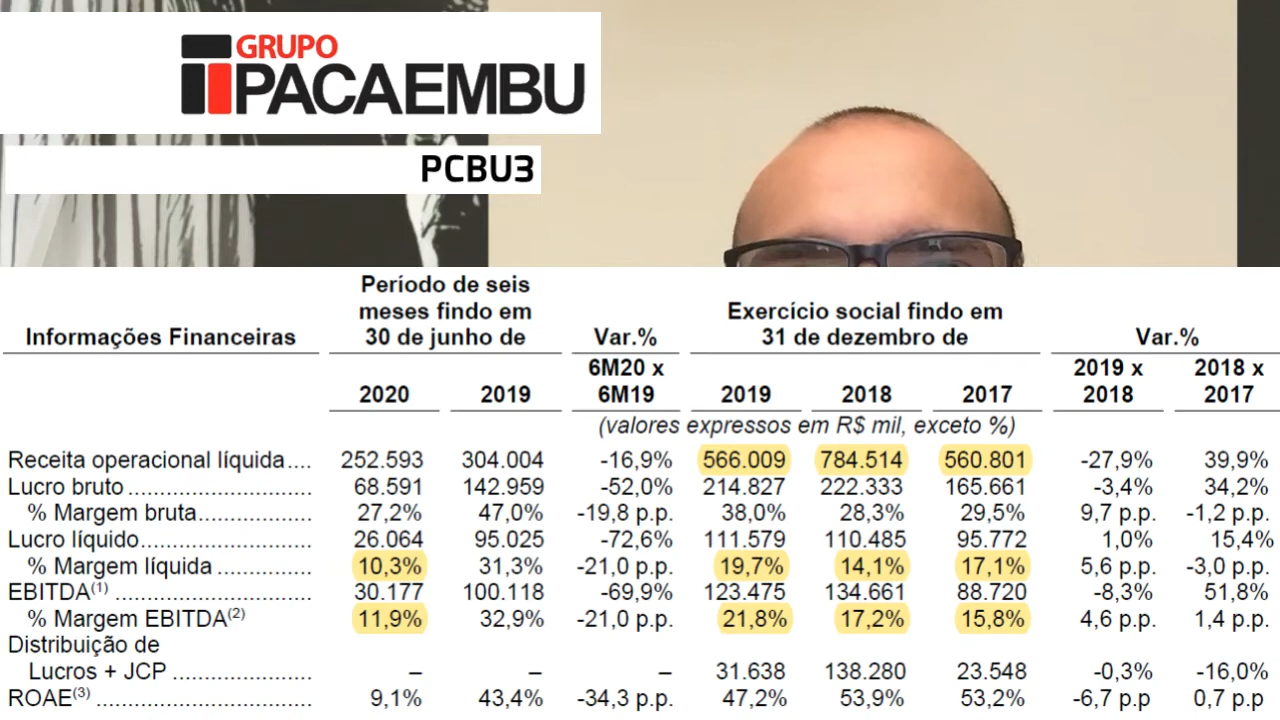 GRUPO
PACAEMBU
PCBU3
Período de seis
meses findo em
30 de junho de
Exercício social findo em
31 de dezembro de
Informações Financeiras
Var.%
Var.%
6M20 x
6M19
2019 x
2018
2018 x
2017
2020 2019 2019 2018 2017
(valores expressos em R$ mil, exceto %)
Receita operacional líquida.... 252.593 304.004 -16,9% 566.009 784.514 560.801 -27,9% 39,9%
Lucro bruto ............................ 68.591 142.959 -52,0% 214.827 222.333 165.661 -3,4% 34,2%
% Margem bruta................. 27,2% 47,0% -19,8 p.p. 38,0% 28,3% 29,5% 9,7 p.p. -1,2 p.p.
Lucro líquido.......................... 26.064 95.025 -72,6% 111.579 110.485 95.772 1,0% 15,4%
% Margem líquida .............. 10,3% 31,3% -21,0 p.p. 19,7% 14,1% 17,1% 5,6 p.p. -3,0 p.p.
EBITDA(1) .............................. 30.177 100.118 -69,9% 123.475 134.661 88.720 -8,3% 51,8%
% Margem EBITDA(2) ......... 11,9% 32,9% -21,0 p.p. 21,8% 17,2% 15,8% 4,6 p.p. 1,4 p.p.
Distribuição de
Lucros + JCP ..................... – – – 31.638 138.280 23.548 -0,3% -16,0%
ROAE(3) ................................. 9,1% 43,4% -34,3 p.p. 47,2% 53,9% 53,2% -6,7 p.p 0,7 p.p